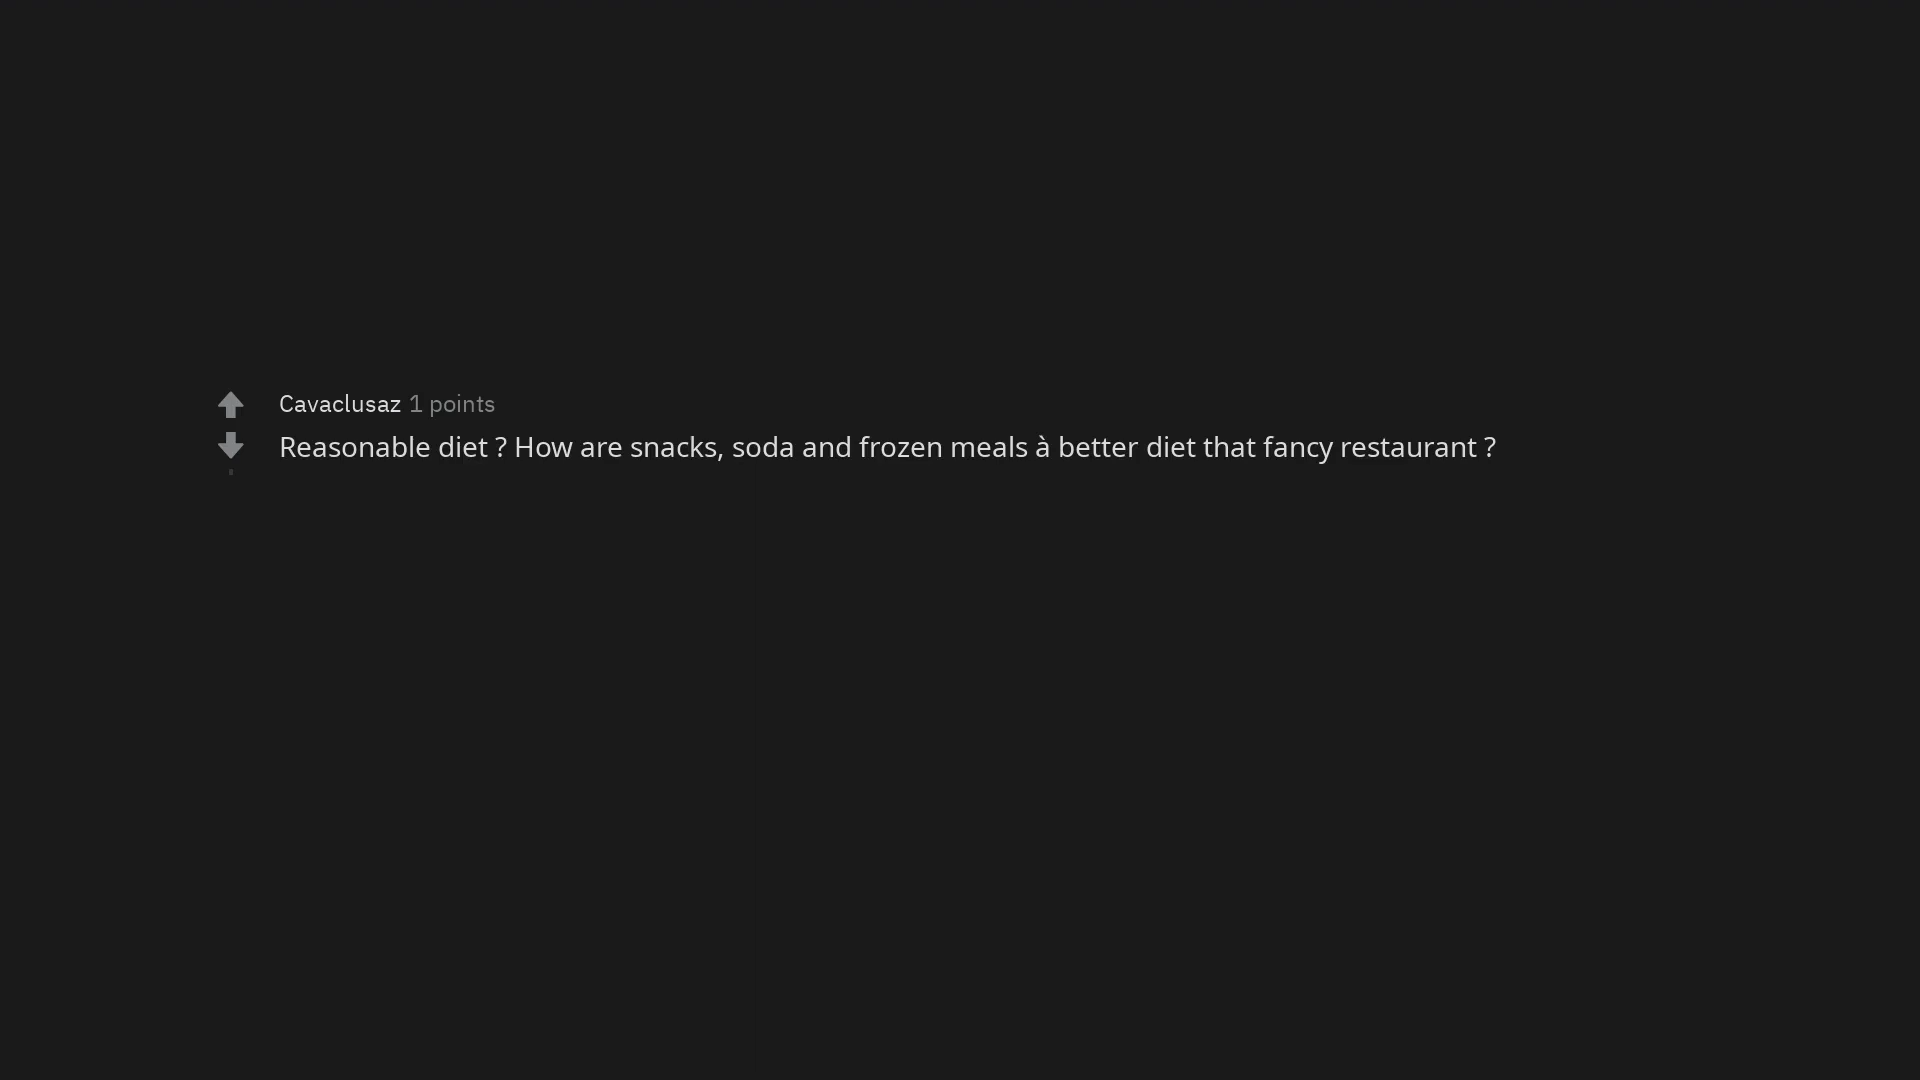 Cavaclusaz 1 points
Reasonable diet ? How are snacks, soda and frozen meals à better diet that fancy restaurant ?